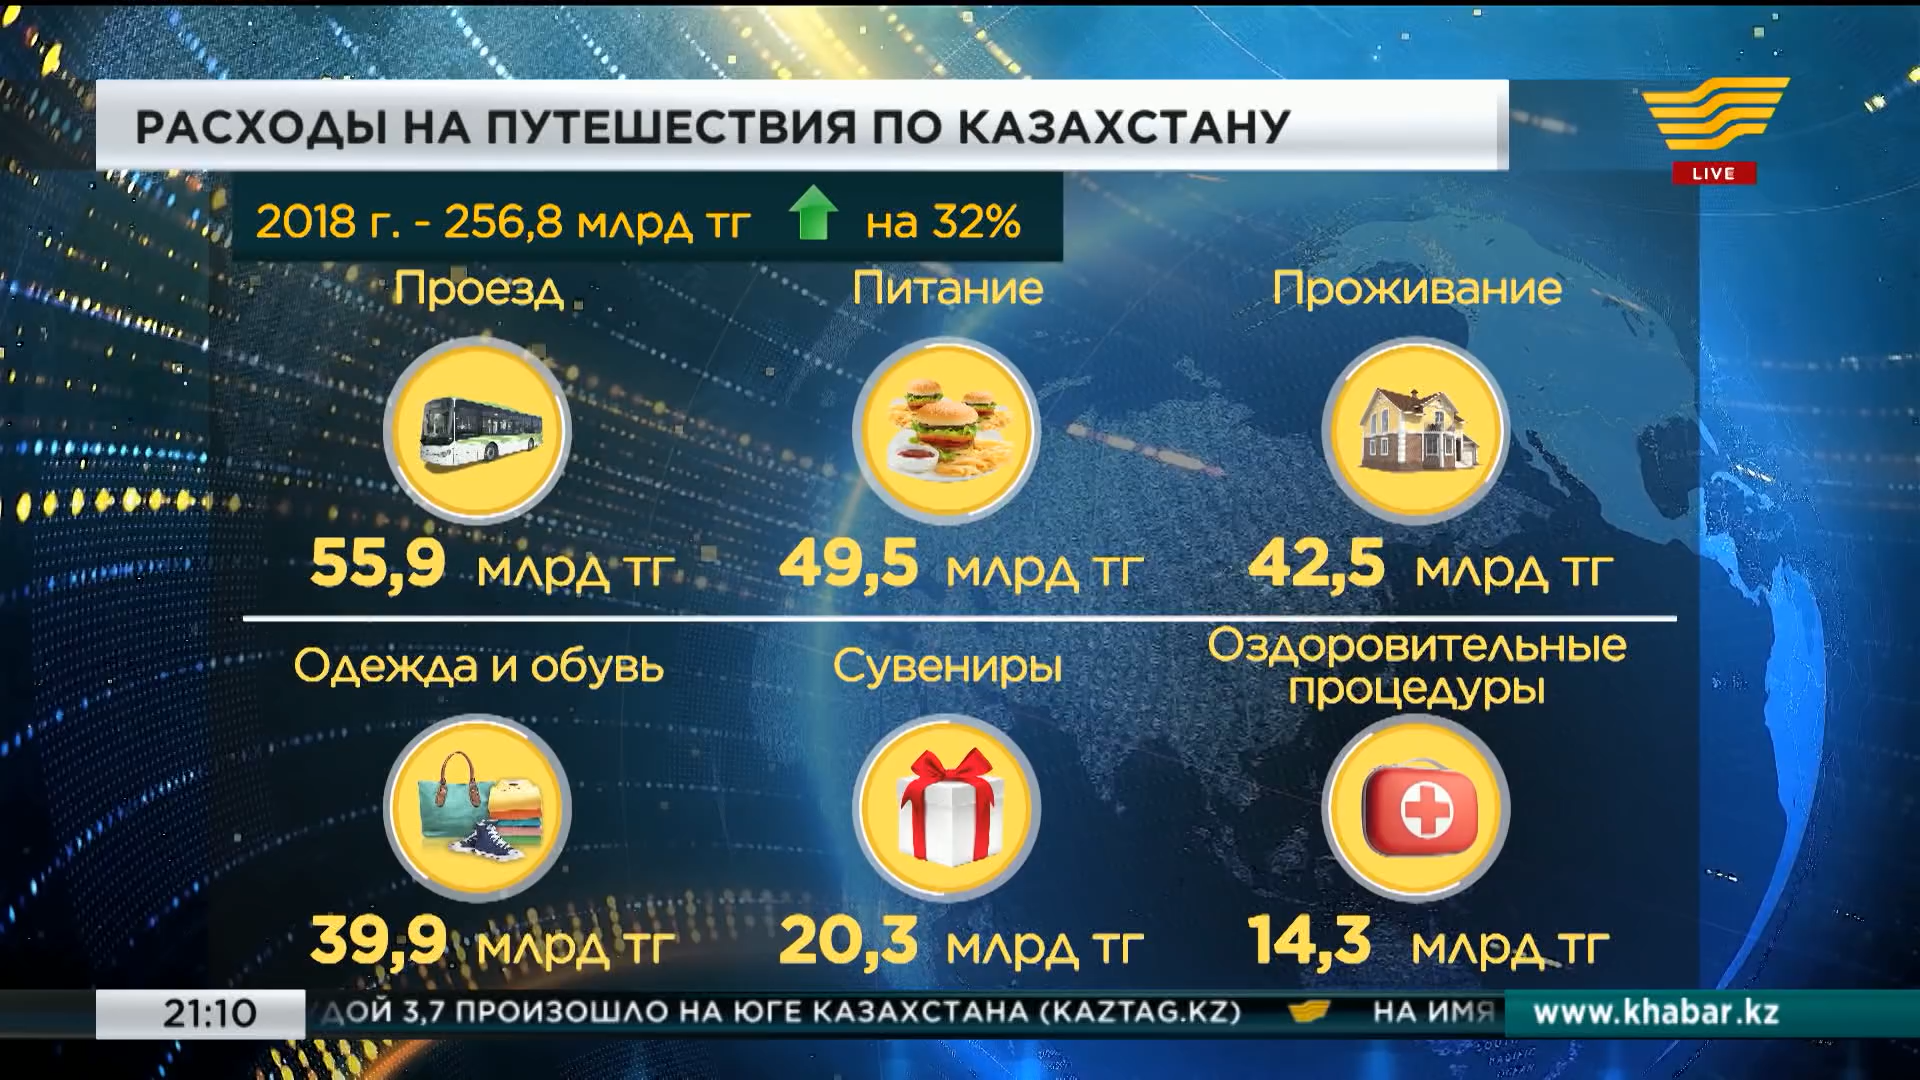 РАСХОДЫ НА ПУТЕШЕСТВИЯ ПО КАЗАХСТАНУ
LIVE
2018 г. - 256,8 млрд тг на 32%
Проезд
Питание
Проживание
55,9 млрд тг
49,5 млрд тг
42,5 млрд тг
Одежда и обувь
Сувениры
Оздоровительные
процедуры
39,9 млрд тг
20,3 млрд тг
14,3 млрд тг
21:10
3,7 ПРОИЗОШЛО НА ЮГЕ КАЗАХСТАНА (KAZTAG.KZ)
НА ИМЯ
www.khabar.kz